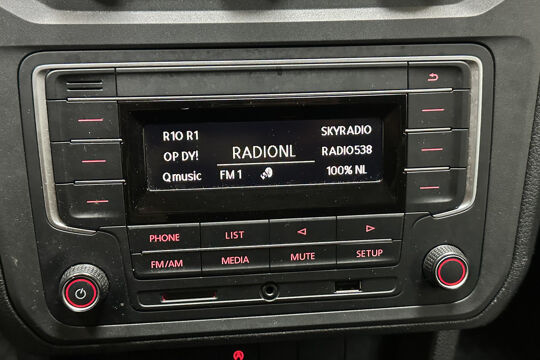 R10 R1 SKYRADIO
OP DY! RADIONL RADIO538
Qmusic FM 1 100% NL
PHONE LIST
FM/AM MEDIA MUTE SETUP